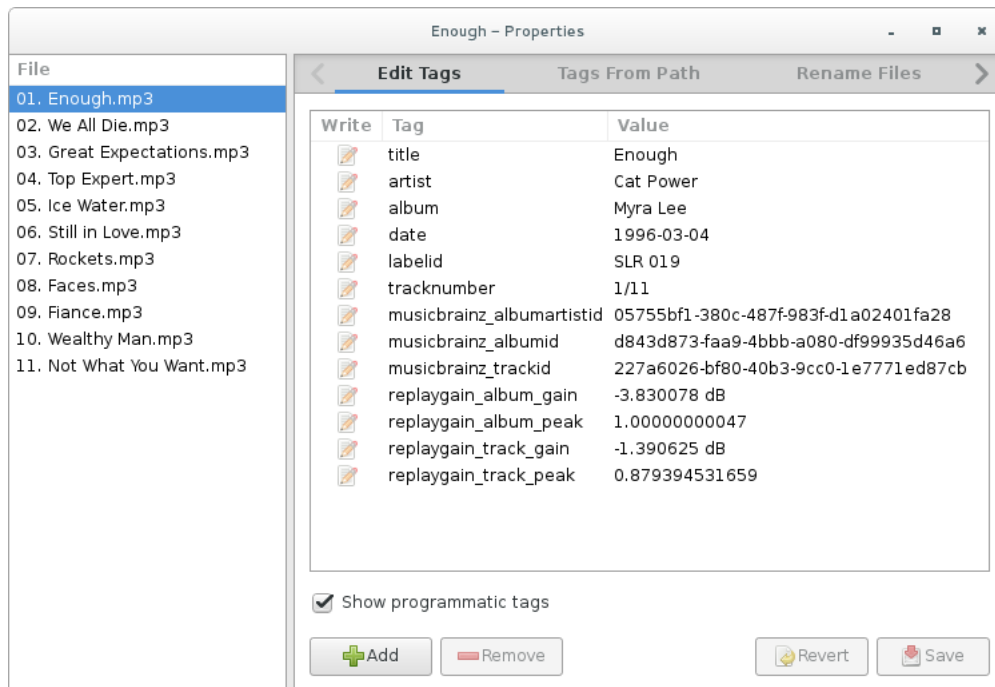 Enough – Properties
File
01. Enough.mp3
02. We All Die.mp3
03. Great Expectations.mp3
04. Top Expert.mp3
05. Ice Water.mp3
06. Still in Love.mp3
07. Rockets.mp3
08. Faces.mp3
09. Fiance.mp3
10. Wealthy Man.mp3
11. Not What You Want.mp3
Edit Tags Tags From Path Rename Files
Write Tag Value
title Enough
artist Cat Power
album Myra Lee
date 1996-03-04
labelid SLR 019
tracknumber 1/11
musicbrainz_albumartistid 05755bf1-380c-487f-983f-d1a02401fa28
musicbrainz_albumid d843d873-faa9-4bbb-a080-df99935d46a6
musicbrainz_trackid 227a6026-bf80-40b3-9cc0-1e7771ed87cb
replaygain_album_gain -3.830078 dB
replaygain_album_peak 1.00000000047
replaygain_track_gain -1.390625 dB
replaygain_track_peak 0.879394531659
Show programmatic tags
Add Remove Revert Save